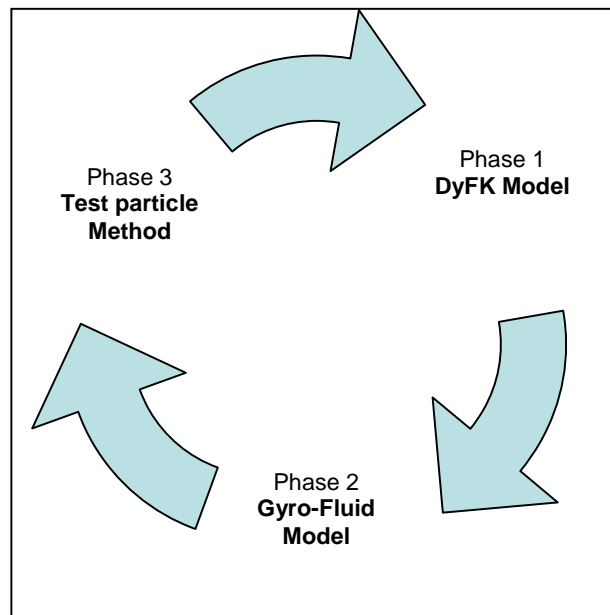 Phase 1
DyFK Model
Phase 2
Gyro-Fluid
Model
Phase 3
Test particle
Method